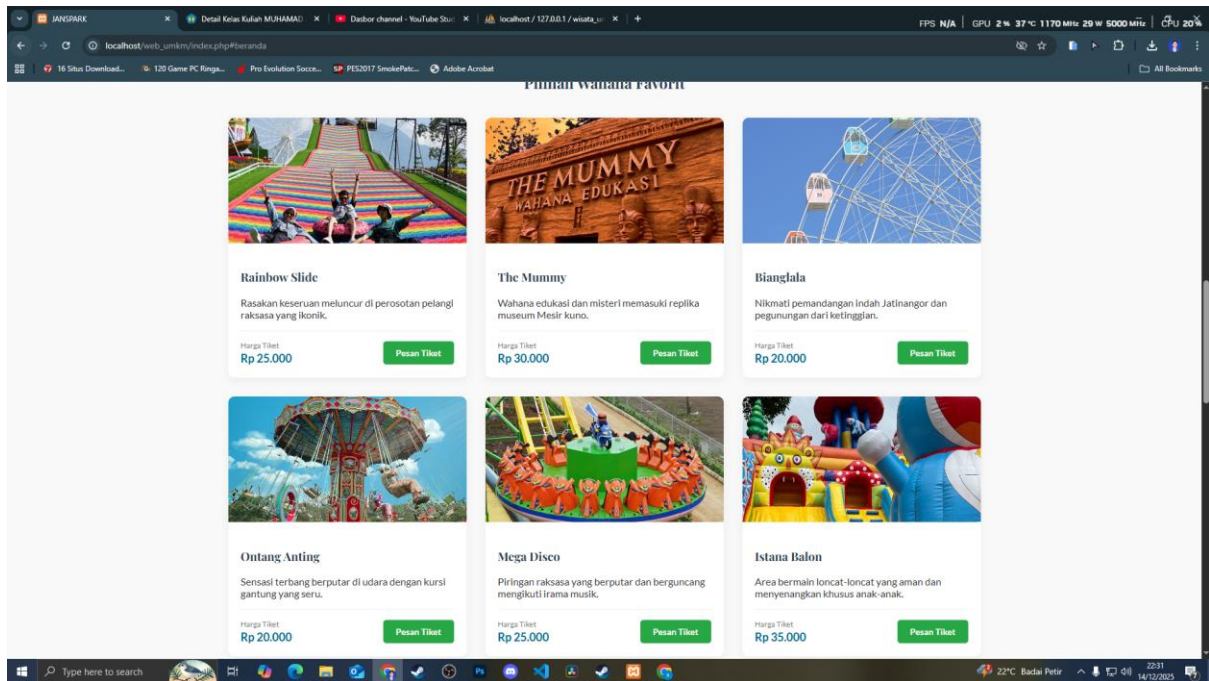 JANSPARK
Detail Kelas Kuliah MUHAMAD
Dasbor channel - YouTube Stu
localhost / 127.0.0.1 / wisata_u
FPS N/A GPU 2% 37°C 1170 MHz 29 W 5000 MHz CPU 20%
localhost/web_umkm/index.php#beranda
16 Situs Download...
120 Game PC Ringa...
Pro Evolution Socce...
SP PES2017 SmokePatc...
Adobe Acrobat
All Bookmarks
Pilihan Wahana Favorit
THE MUMMY
WAHANA EDUKASI
Rainbow Slide
Rasakan keseruan meluncur di perosotan pelangi
raksasa yang ikonik.
Harga Tiket
Rp 25.000
Pesan Tiket
The Mummy
Wahana edukasi dan misteri memasuki replika
museum Mesir kuno.
Harga Tiket
Rp 30.000
Pesan Tiket
Bianglala
Nikmati pemandangan indah Jatinangor dan
pegunungan dari ketinggian.
Harga Tiket
Rp 20.000
Pesan Tiket
Ontang Anting
Sensasi terbang berputar di udara dengan kursi
gantung yang seru.
Harga Tiket
Rp 20.000
Pesan Tiket
Mega Disco
Piringan raksasa yang berputar dan berguncang
mengikuti irama musik.
Harga Tiket
Rp 25.000
Pesan Tiket
Istana Balon
Area bermain loncat-loncat yang aman dan
menyenangkan khusus anak-anak.
Harga Tiket
Rp 35.000
Pesan Tiket
Type here to search
22°C Badai Petir
22:31
14/12/2025